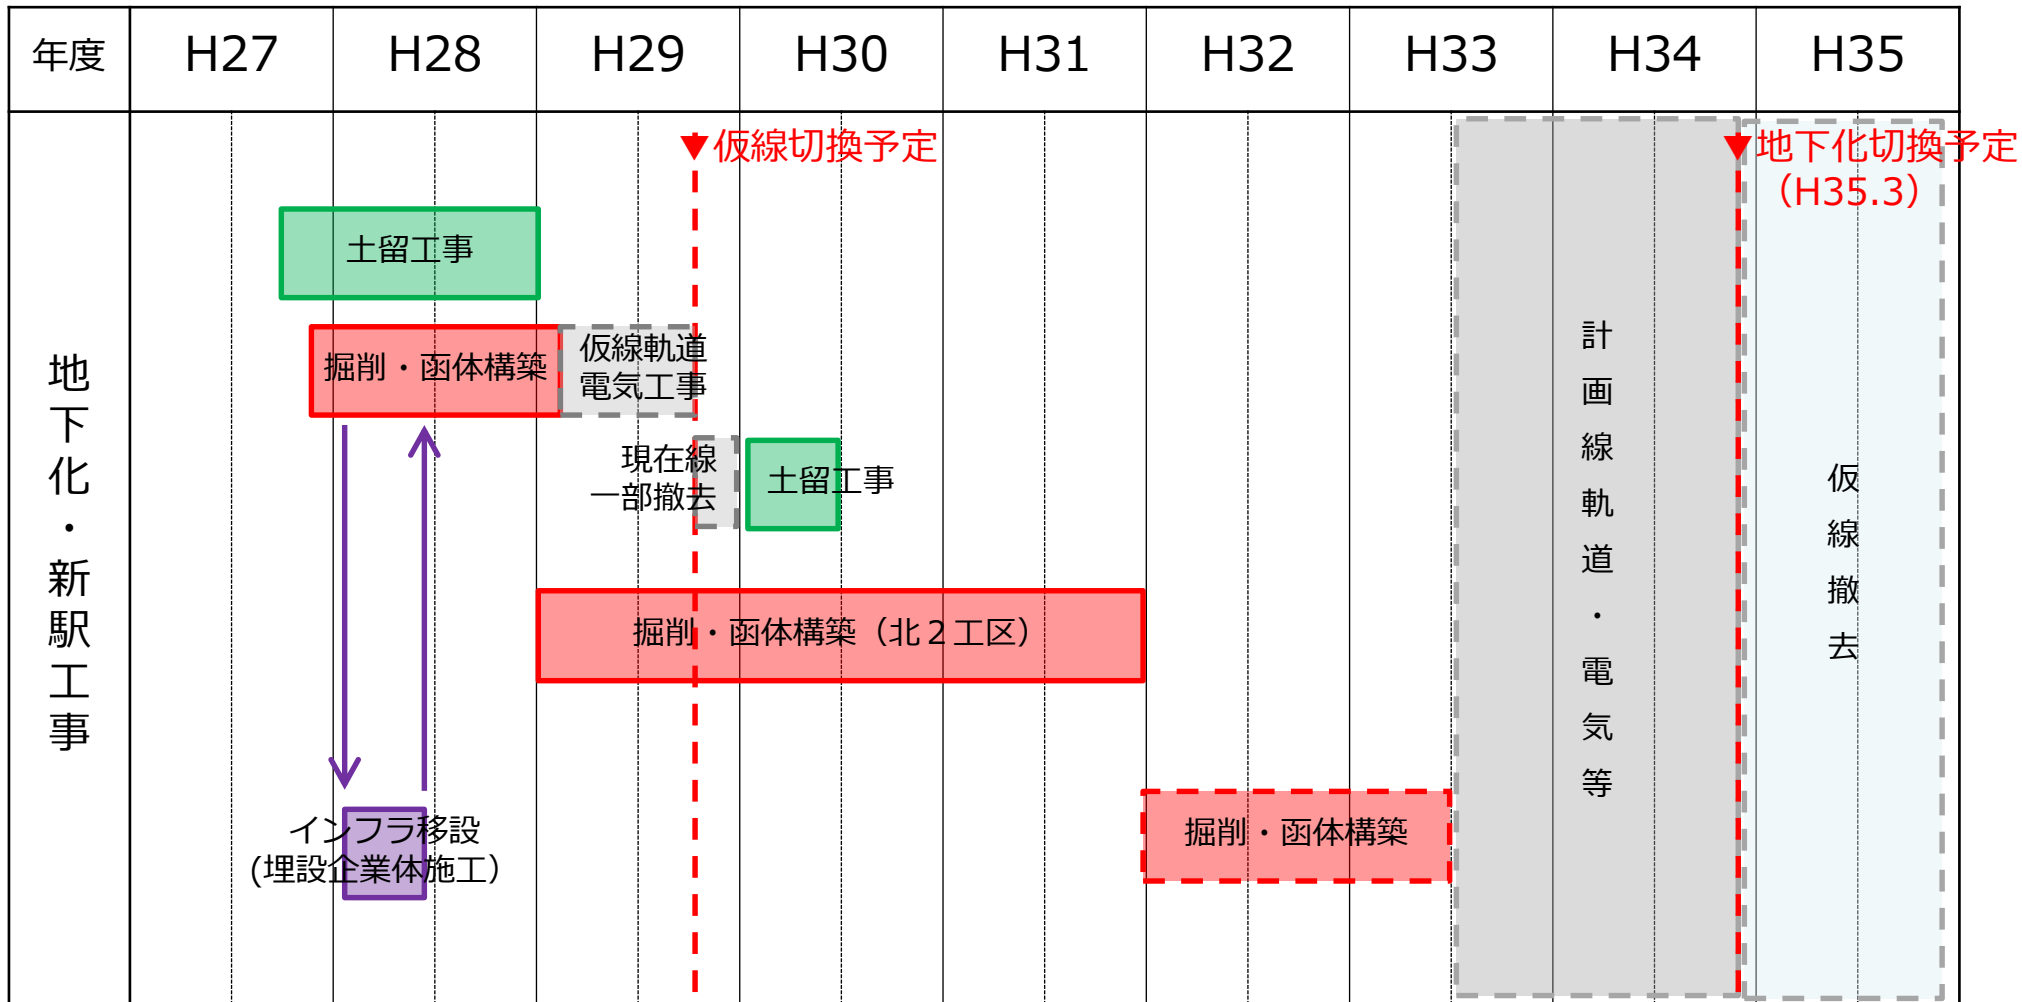 年度 H27 H28 H29 H30 H31 H32 H33 H34 H35
地下化・新駅工事
▼仮線切換予定
▼地下化切換予定
（H35.3）
土留工事
掘削・函体構築
仮線軌道
電気工事
現在線
一部撤去
土留工事
掘削・函体構築（北２工区）
インフラ移設
(埋設企業体施工）
掘削・函体構築
計画線軌道・電気等
仮線撤去